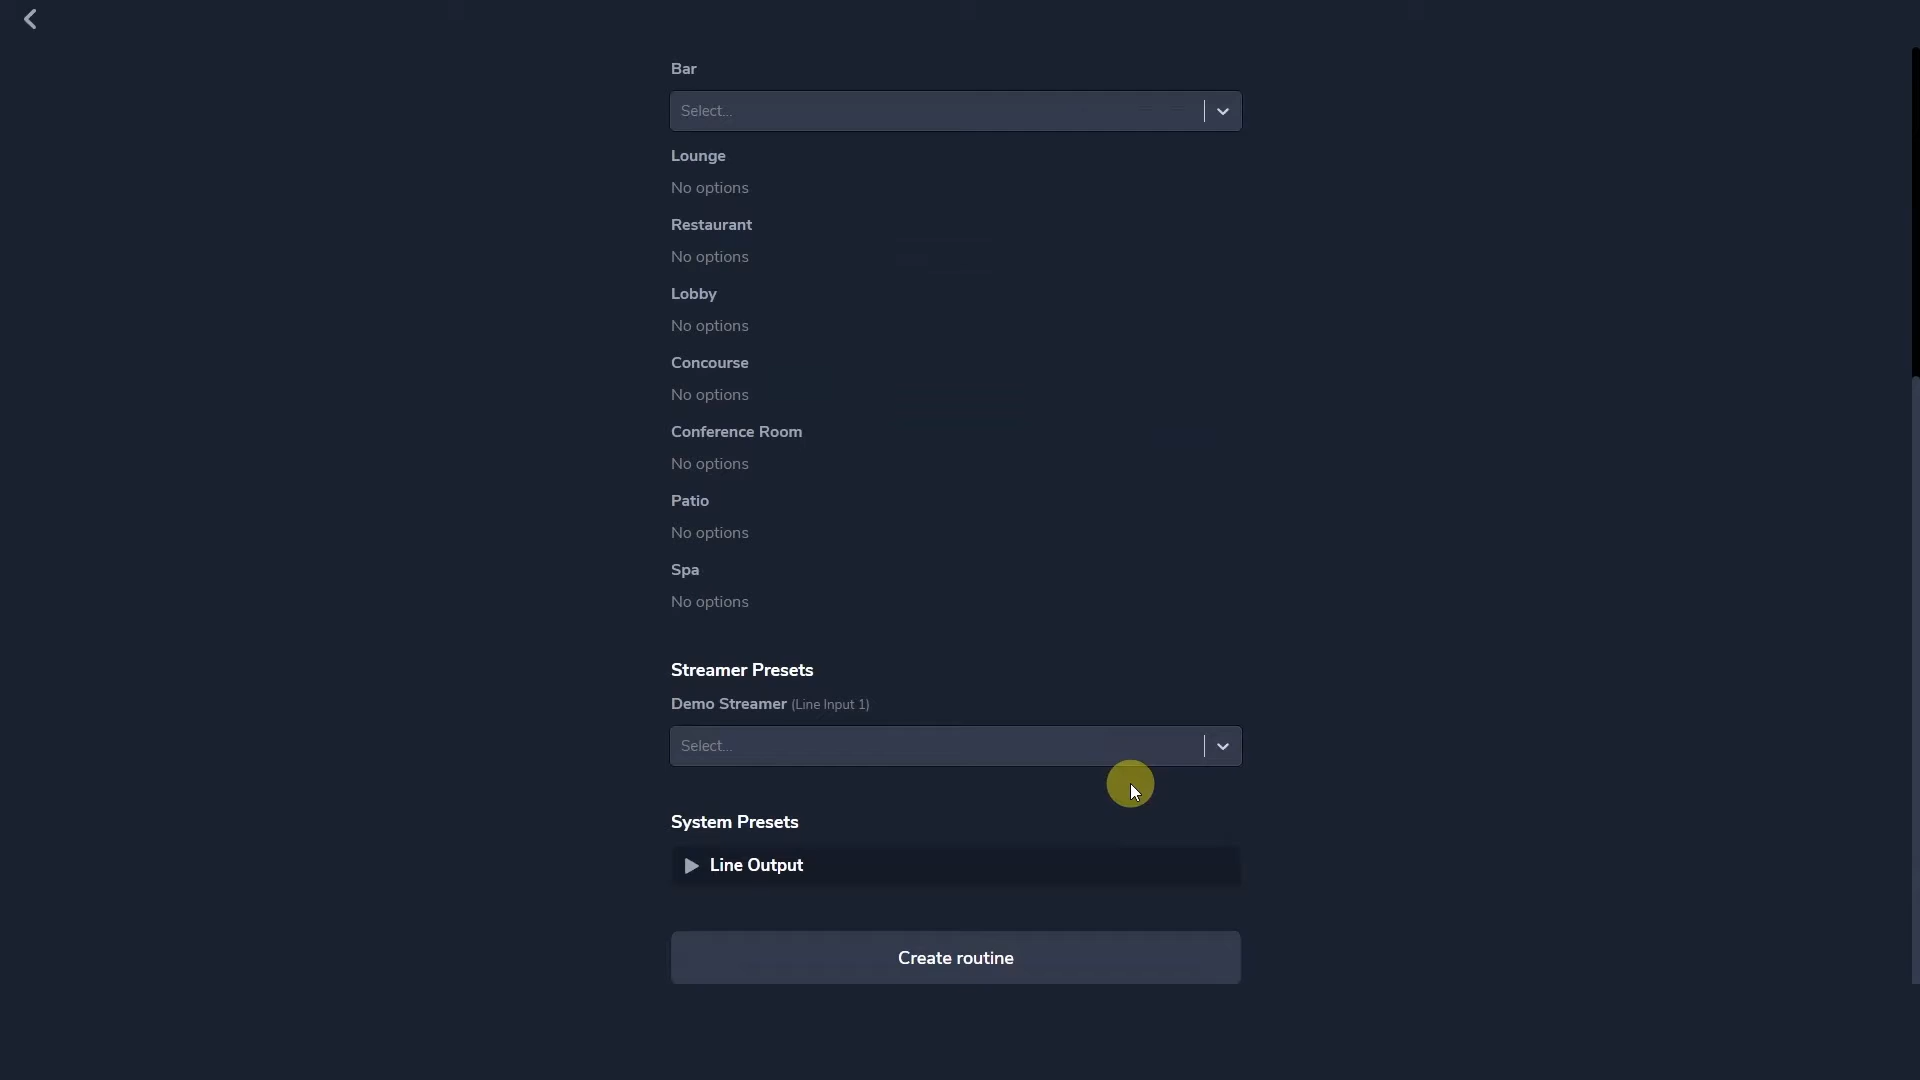 Bar
Select...
Lounge
No options
Restaurant
No options
Lobby
No options
Concourse
No options
Conference Room
No options
Patio
No options
Spa
No options
Streamer Presets
Demo Streamer (Line Input 1)
Select...
System Presets
Line Output
Create routine